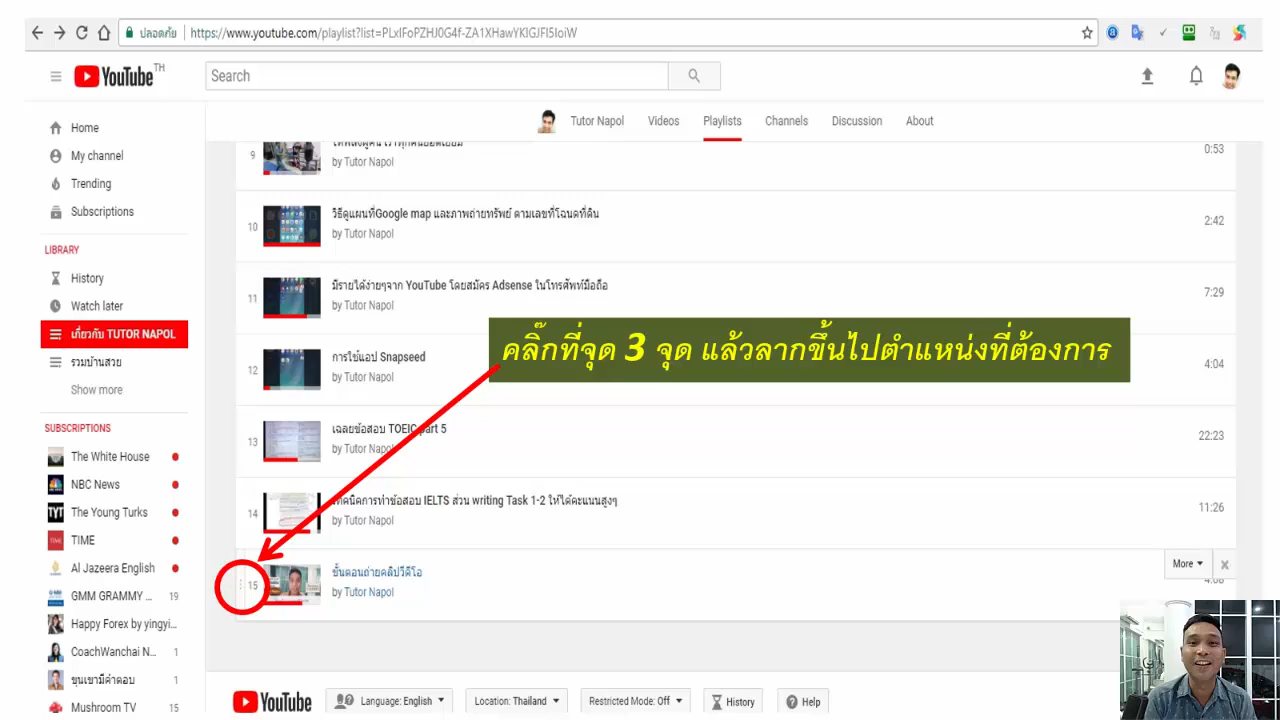 ปลอดภัย
https://www.youtube.com/playlist?list=PLxIFoPZHJ0G4f-ZA1XHawYKlGJFl5IoiW
YouTube TH
Search
Home
My channel
Trending
Subscriptions
LIBRARY
History
Watch later
เกี่ยวกับ TUTOR NAPOL
รวมบ้านสวย
Show more
SUBSCRIPTIONS
The White House
NBC News
TYT The Young Turks
TIME
Al Jazeera English
GMM GRAMMY ... 19
Happy Forex by yingyi...
CoachWanchai N... 1
ขุนเขามีคำตอบ 1
Mushroom TV 15
Tutor Napol Videos Playlists Channels Discussion About
9
by Tutor Napol
0:53
10 วิธีดูแผนที่Google map และภาพถ่ายทรัพย์ ตามเลขที่โฉนดที่ดิน
by Tutor Napol
2:42
11 มีรายได้ง่ายๆจาก YouTube โดยสมัคร Adsense ในโทรศัพท์มือถือ
by Tutor Napol
7:29
คลิ๊กที่จุด 3 จุด แล้วลากขึ้นไปตำแหน่งที่ต้องการ
12 การใช้แอป Snapseed
by Tutor Napol
4:04
13 เฉลยข้อสอบ TOEIC part 5
by Tutor Napol
22:23
14 เทคนิคการทำข้อสอบ IELTS ส่วน writing Task 1-2 ให้ได้คะแนนสูงๆ
by Tutor Napol
11:26
15 ขั้นตอนถ่ายคลิปวีดีโอ
by Tutor Napol
More
YouTube Language: English Location: Thailand Restricted Mode: Off History Help